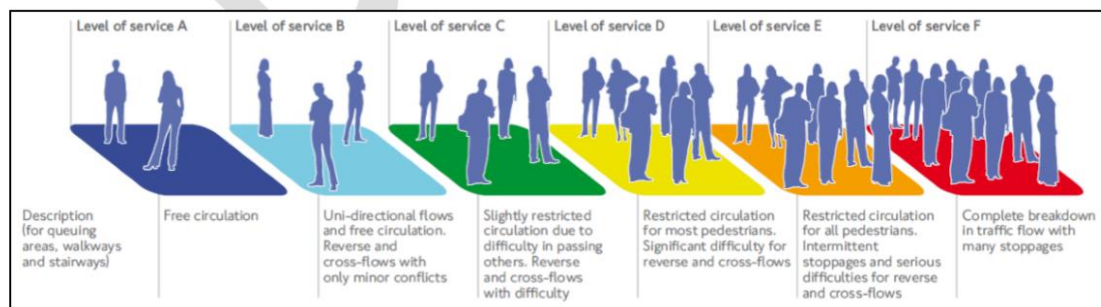 Level of service A
Level of service B
Level of service C
Level of service D
Level of service E
Level of service F
Description
(for queuing
areas, walkways
and stairways)
Free circulation
Uni-directional flows
and free circulation.
Reverse and
cross-flows with
only minor conflicts
Slightly restricted
circulation due to
difficulty in passing
others. Reverse
and cross-flows
with difficulty
Restricted circulation
for most pedestrians.
Significant difficulty for
reverse and cross-flows
Restricted circulation
for all pedestrians.
Intermittent
stoppages and serious
difficulties for reverse
and cross-flows
Complete breakdown
in traffic flow with
many stoppages